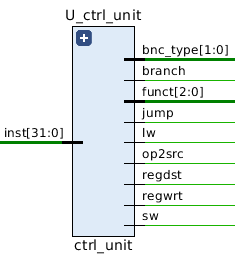 U_ctrl_unit
bnc_type[1:0]
branch
funct[2:0]
jump
inst[31:0]
lw
op2src
regdst
regwrt
sw
ctrl_unit